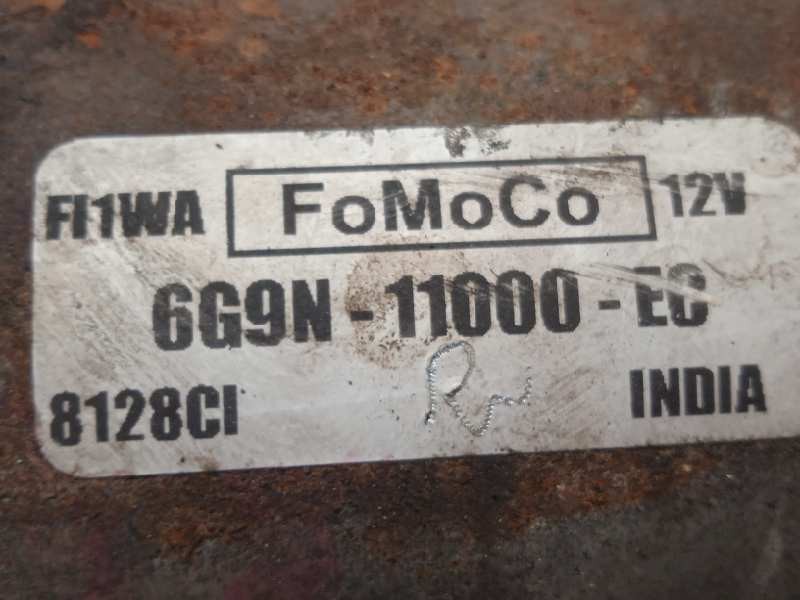 FI1WA FoMoCo 12V
6G9N-11000-EC
8128CI INDIA